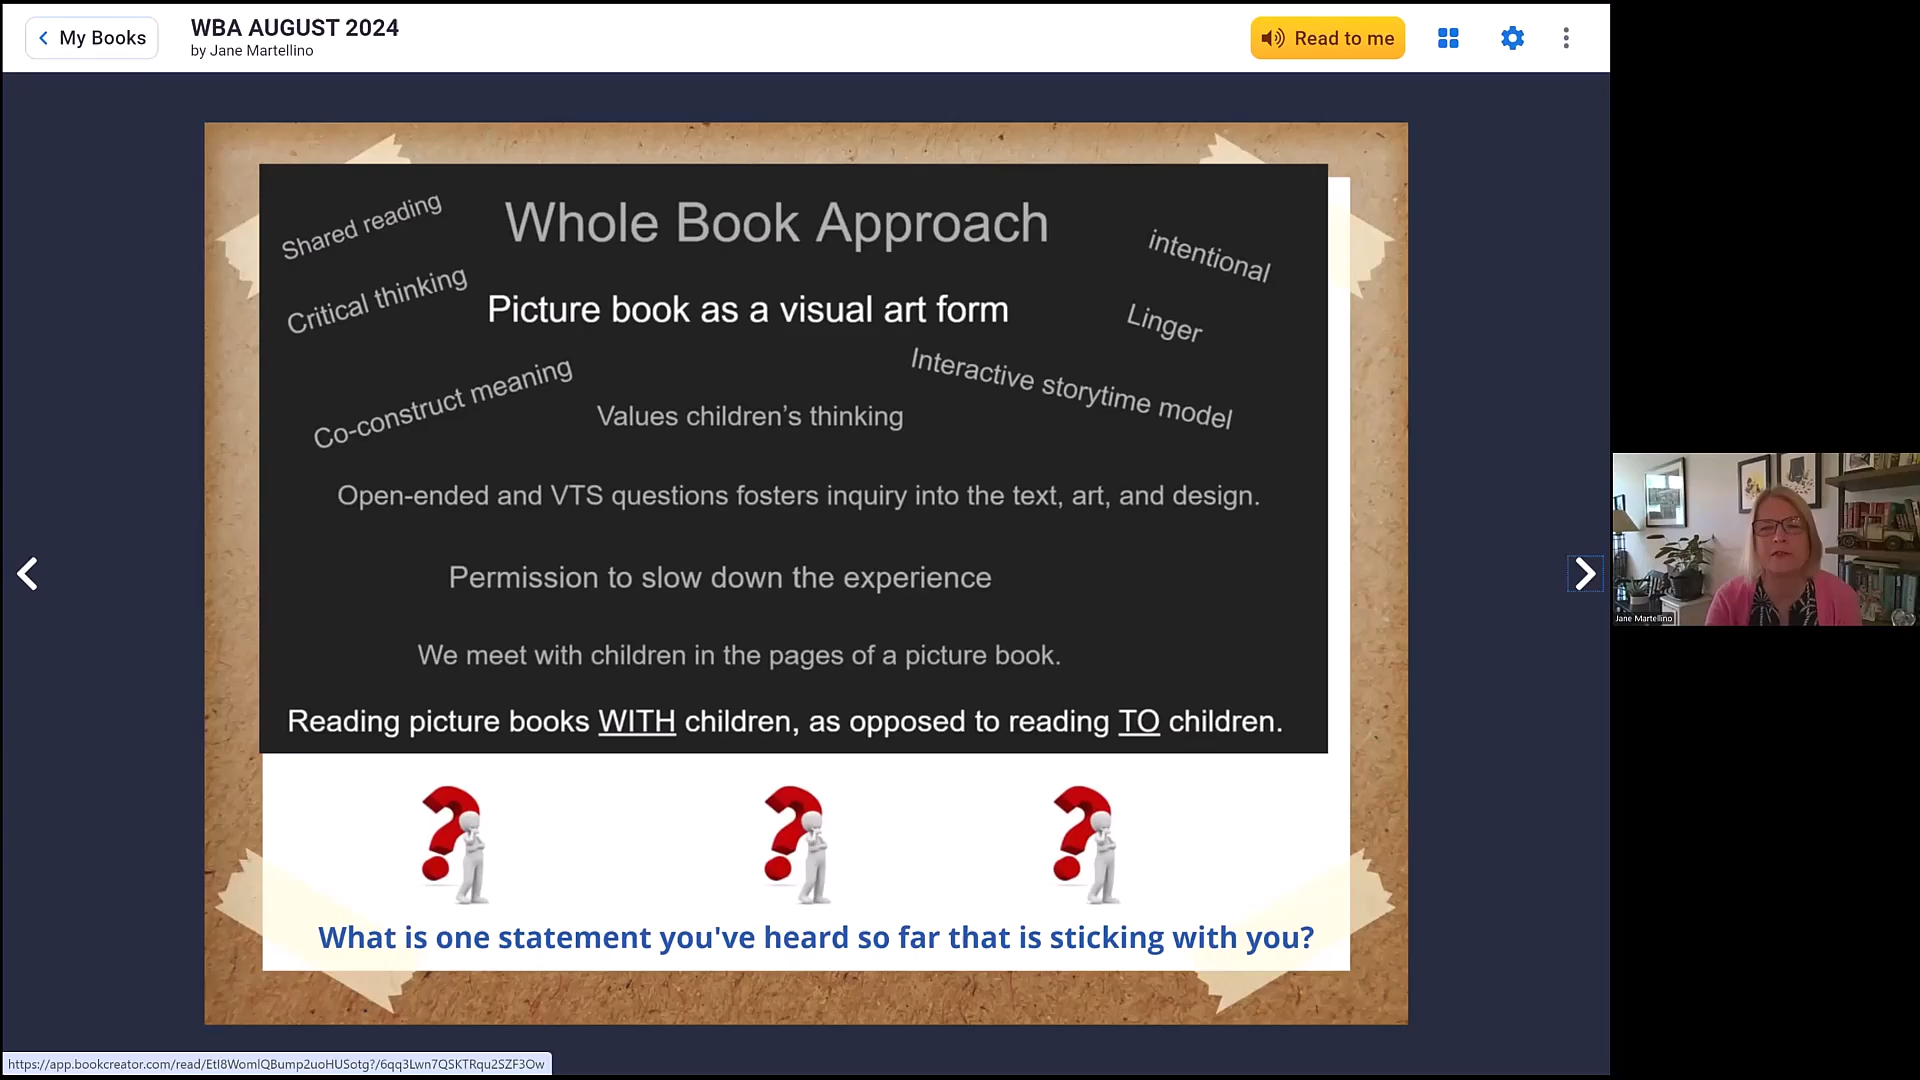 My Books
WBA AUGUST 2024
by Jane Martellino
Read to me
Whole Book Approach
Shared reading
intentional
Critical thinking
Picture book as a visual art form
Linger
Co-construct meaning
Interactive storytime model
Values children’s thinking
Open-ended and VTS questions fosters inquiry into the text, art, and design.
Permission to slow down the experience
We meet with children in the pages of a picture book.
Reading picture books WITH children, as opposed to reading TO children.
What is one statement you've heard so far that is sticking with you?
Jane Martellino
https://app.bookcreator.com/read/EtI8WomlQBump2uoHUSotg?/6qq3Lwn7QSKTRqu2SZF3Ow